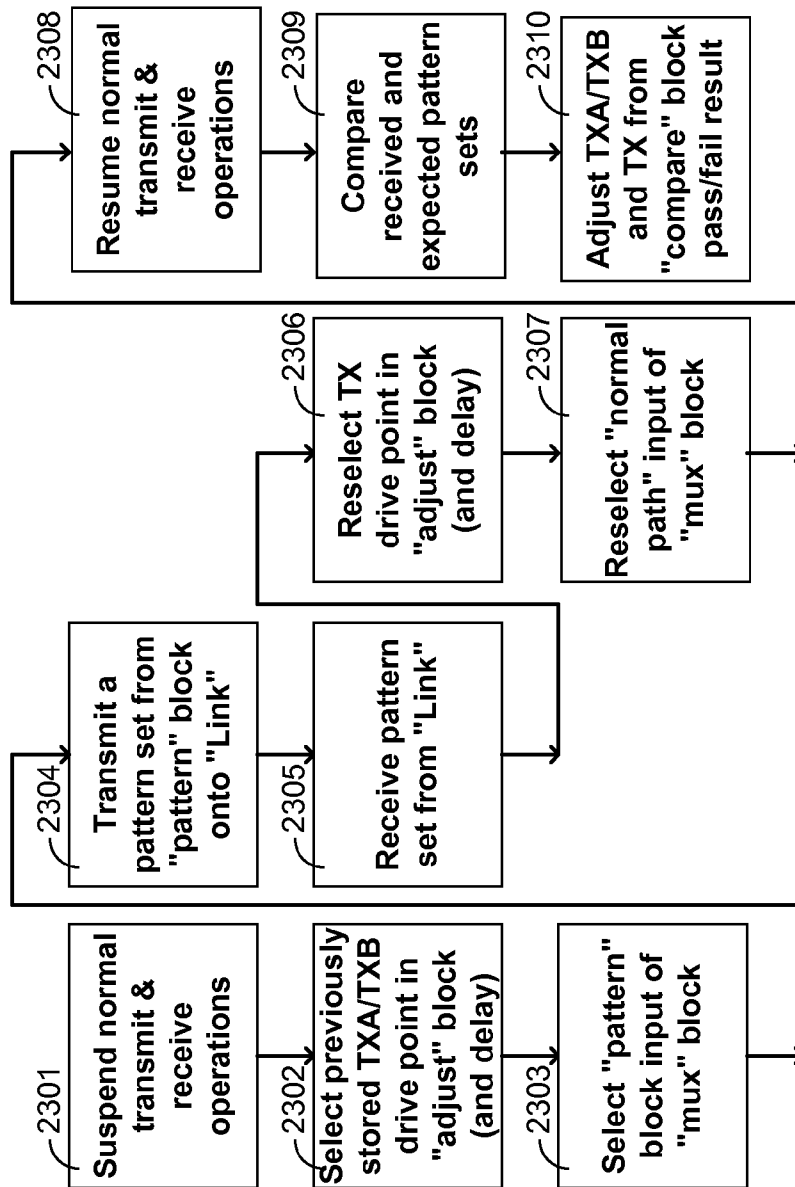 2301
Suspend normal
transmit &
receive
operations
2302
Select previously
stored TXA/TXB
drive point in
"adjust" block
(and delay)
2303
Select "pattern"
block input of
"mux" block
2304
Transmit a
pattern set from
"pattern" block
onto "Link"
2305
Receive pattern
set from "Link"
2306
Reselect TX
drive point in
"adjust" block
(and delay)
2307
Reselect "normal
path" input of
"mux" block
2308
Resume normal
transmit &
receive
operations
2309
Compare
received and
expected pattern
sets
2310
Adjust TXA/TXB
and TX from
"compare" block
pass/fail result